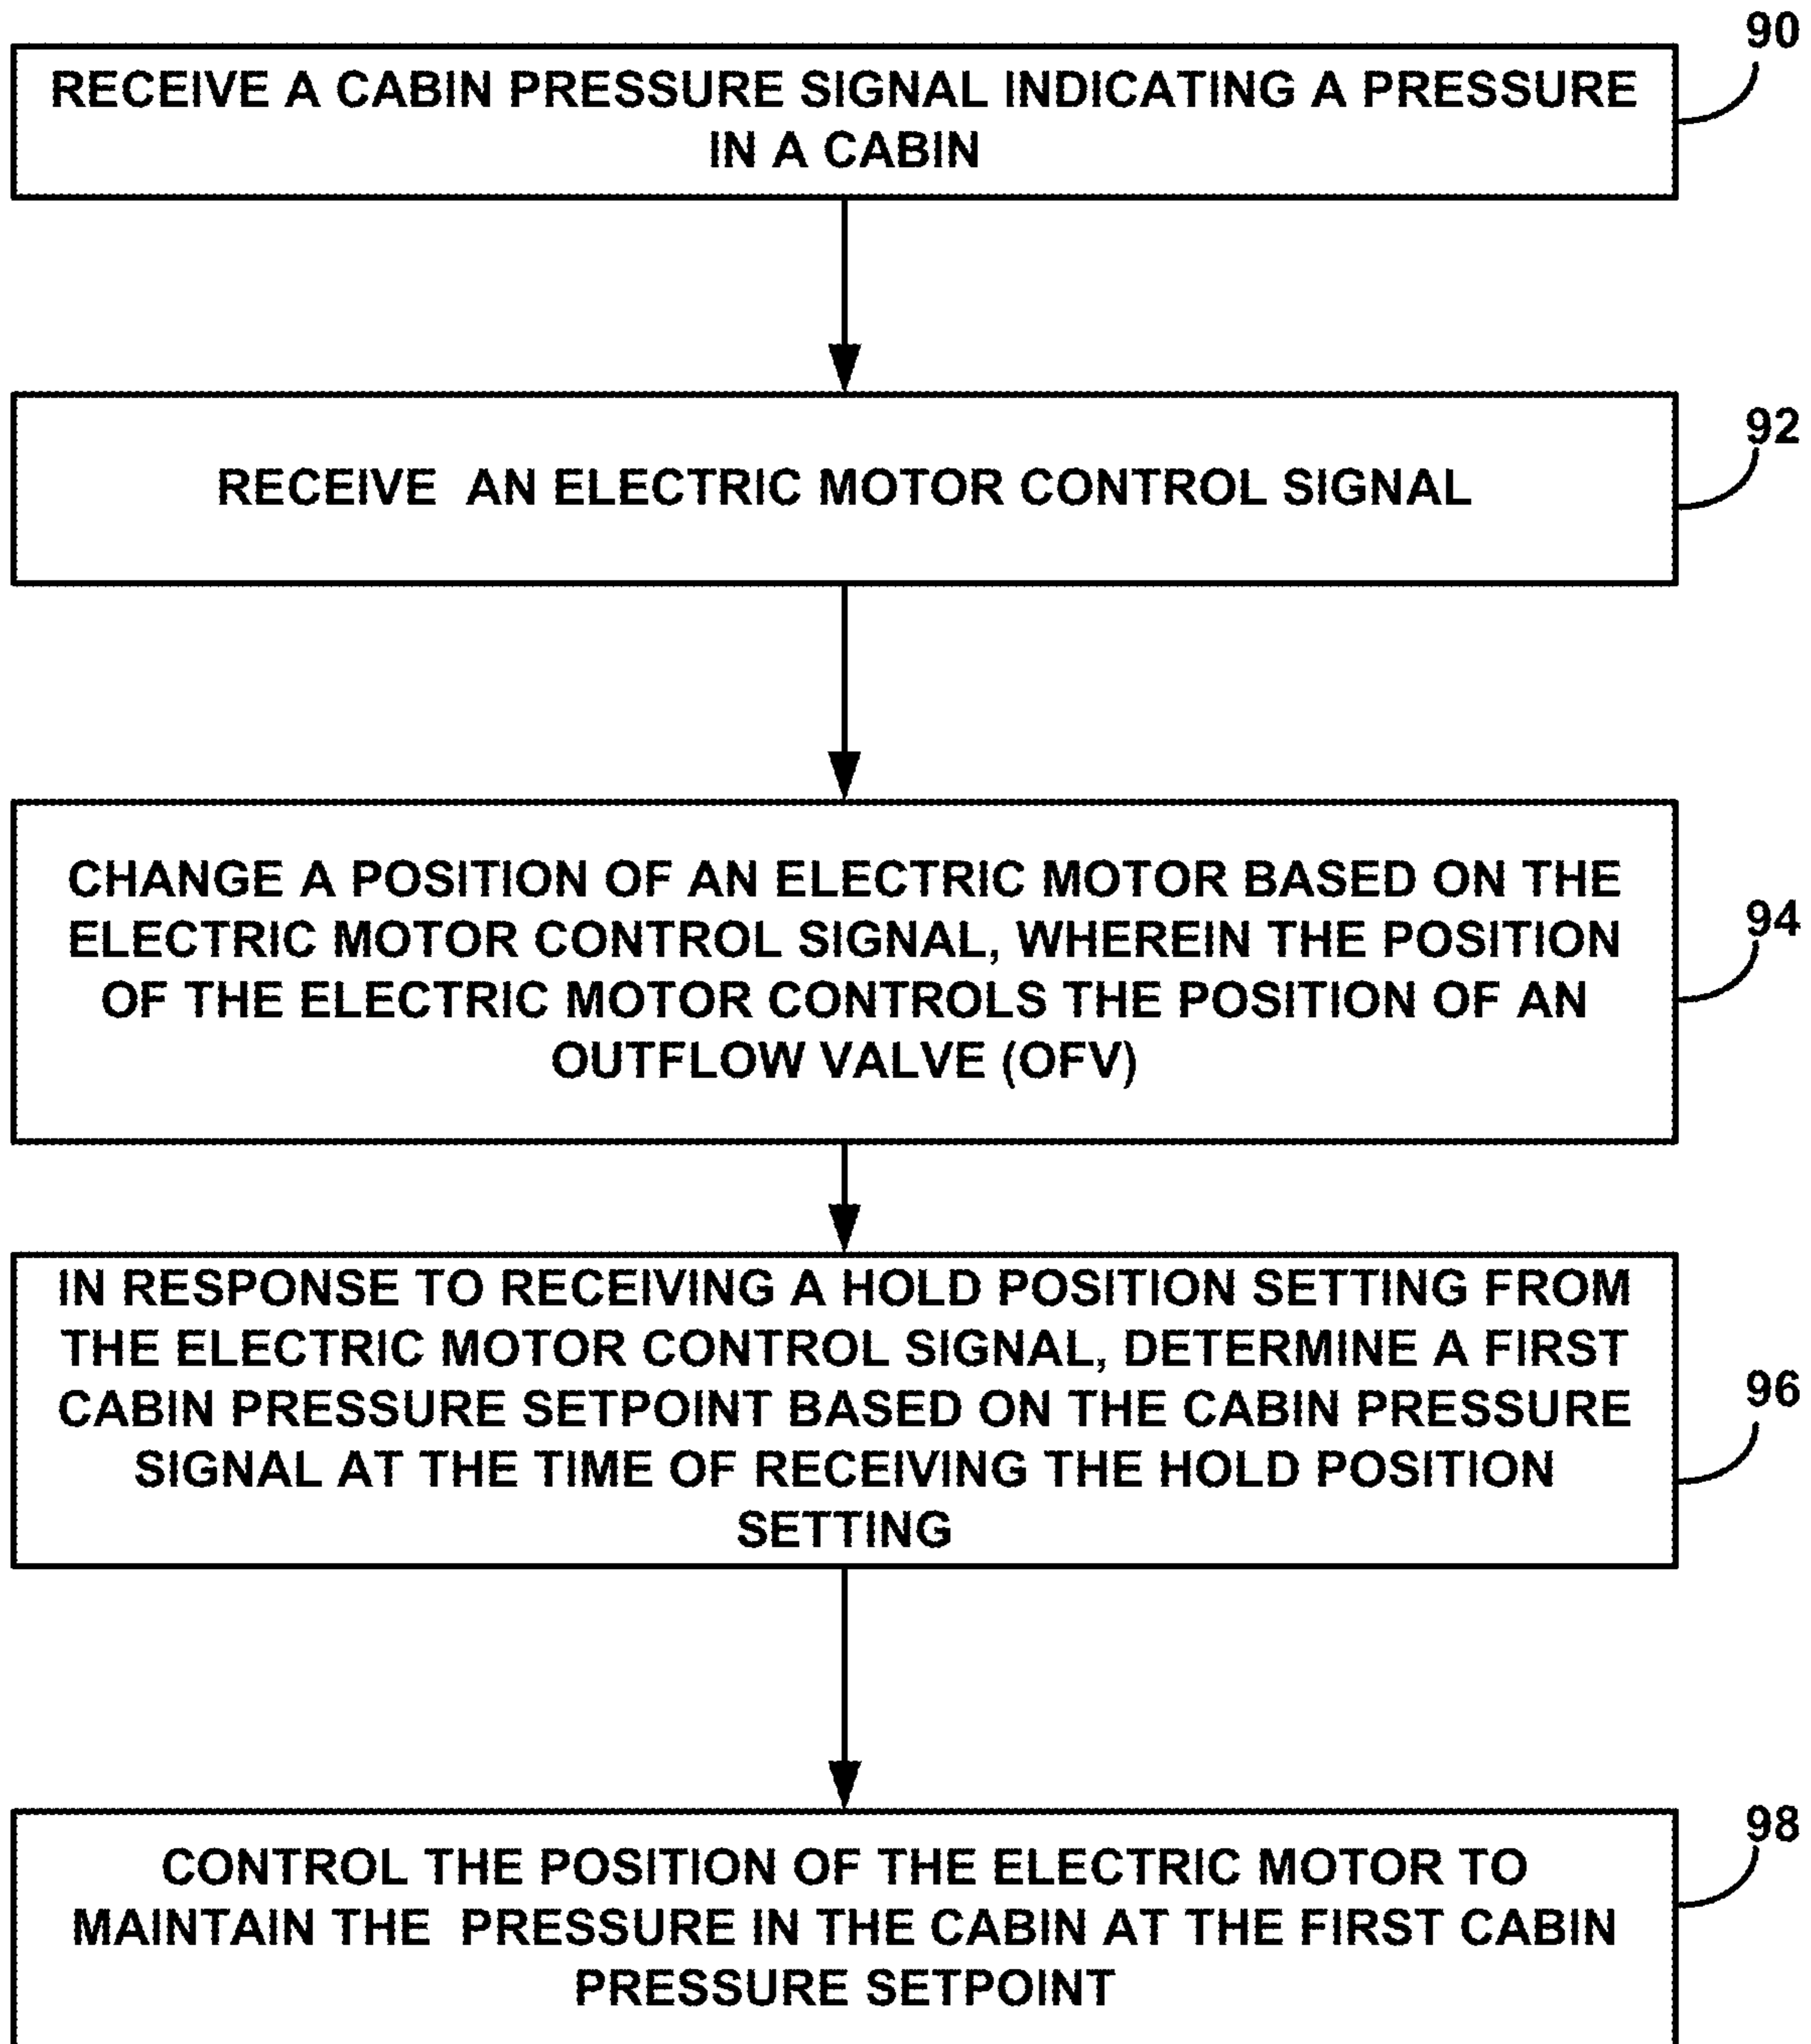 90
RECEIVE A CABIN PRESSURE SIGNAL INDICATING A PRESSURE
IN A CABIN
92
RECEIVE AN ELECTRIC MOTOR CONTROL SIGNAL
CHANGE A POSITION OF AN ELECTRIC MOTOR BASED ON THE
ELECTRIC MOTOR CONTROL SIGNAL, WHEREIN THE POSITION
OF THE ELECTRIC MOTOR CONTROLS THE POSITION OF AN
OUTFLOW VALVE (OFV)
94
IN RESPONSE TO RECEIVING A HOLD POSITION SETTING FROM
THE ELECTRIC MOTOR CONTROL SIGNAL, DETERMINE A FIRST
CABIN PRESSURE SETPOINT BASED ON THE CABIN PRESSURE
SIGNAL AT THE TIME OF RECEIVING THE HOLD POSITION
SETTING
96
98
CONTROL THE POSITION OF THE ELECTRIC MOTOR TO
MAINTAIN THE PRESSURE IN THE CABIN AT THE FIRST CABIN
PRESSURE SETPOINT